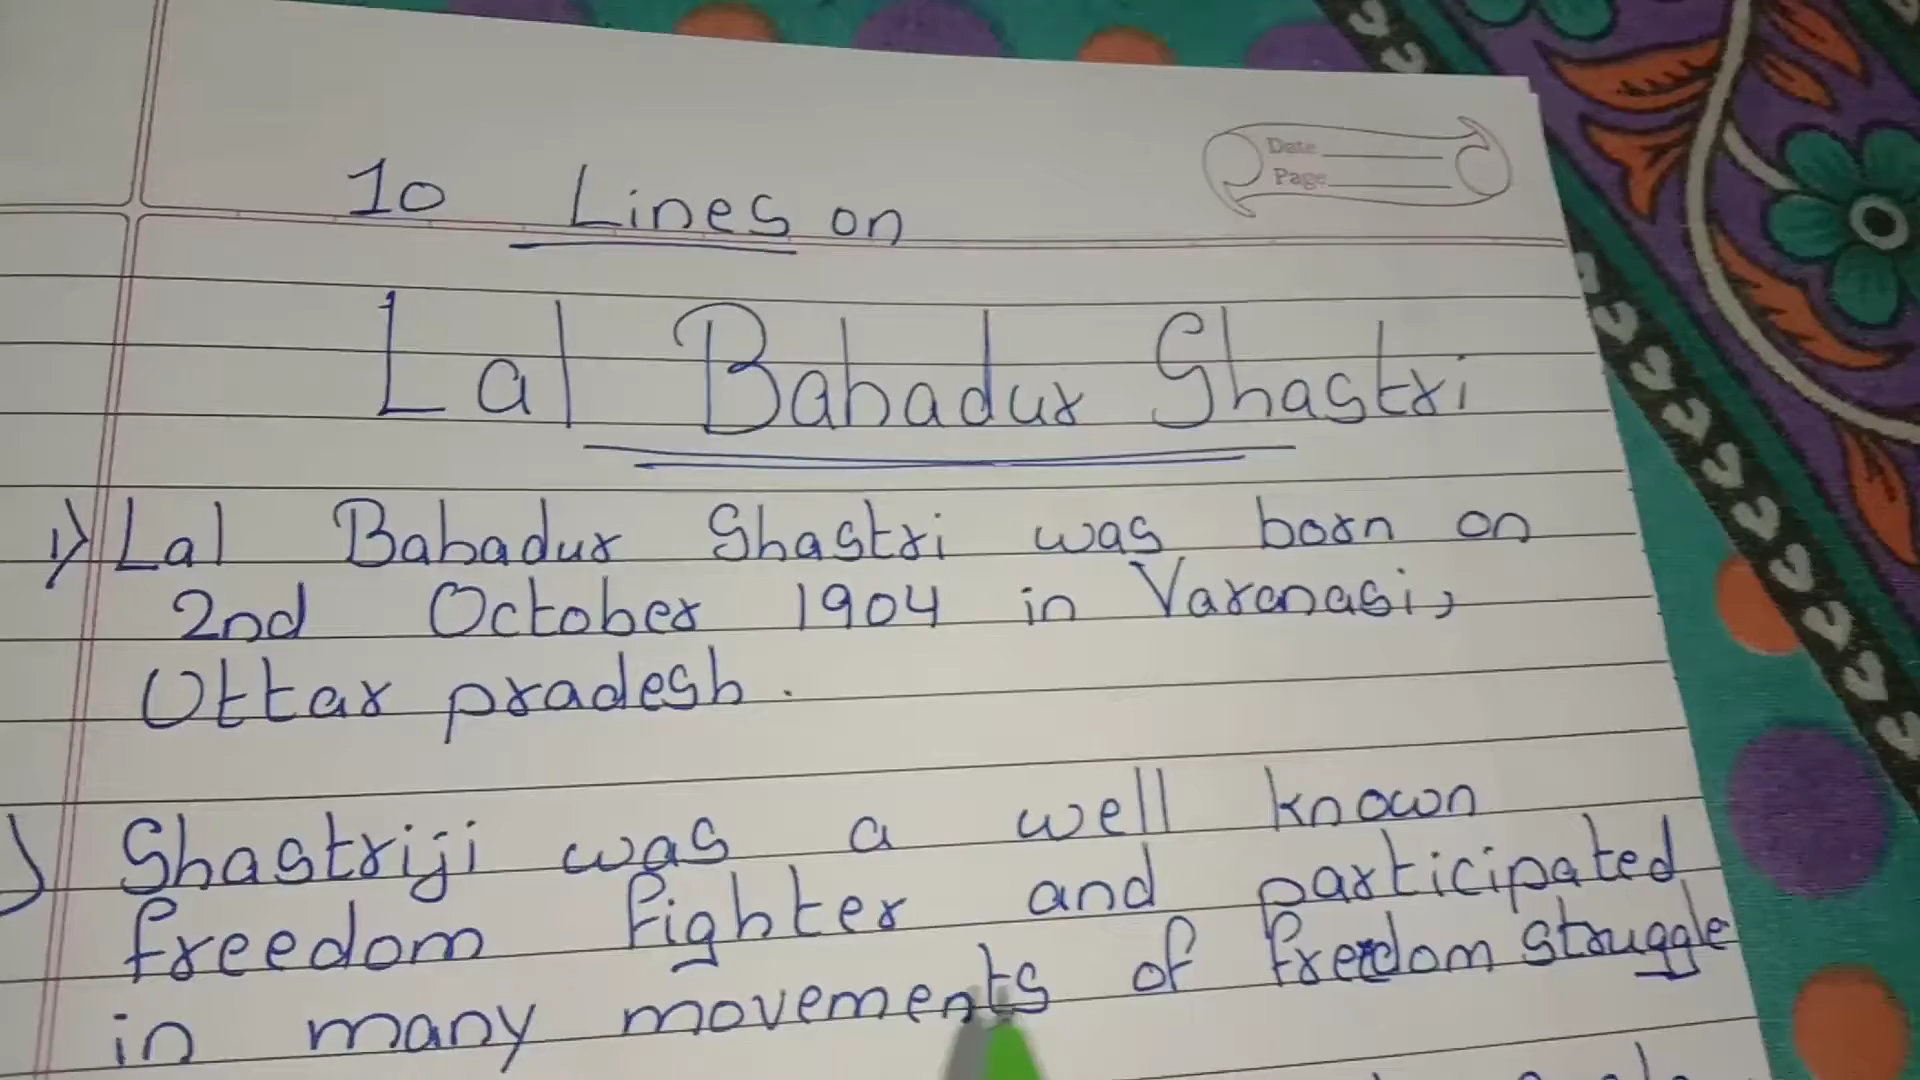 Date
Page
10 Lines on
Lal Bahadur Shastri
1) Lal Bahadur Shastri was born on
2nd October 1904 in Varanasi,
Uttar pradesh.
) Shastriji was a well known
freedom fighter and participated
in many movements of freedom struggle